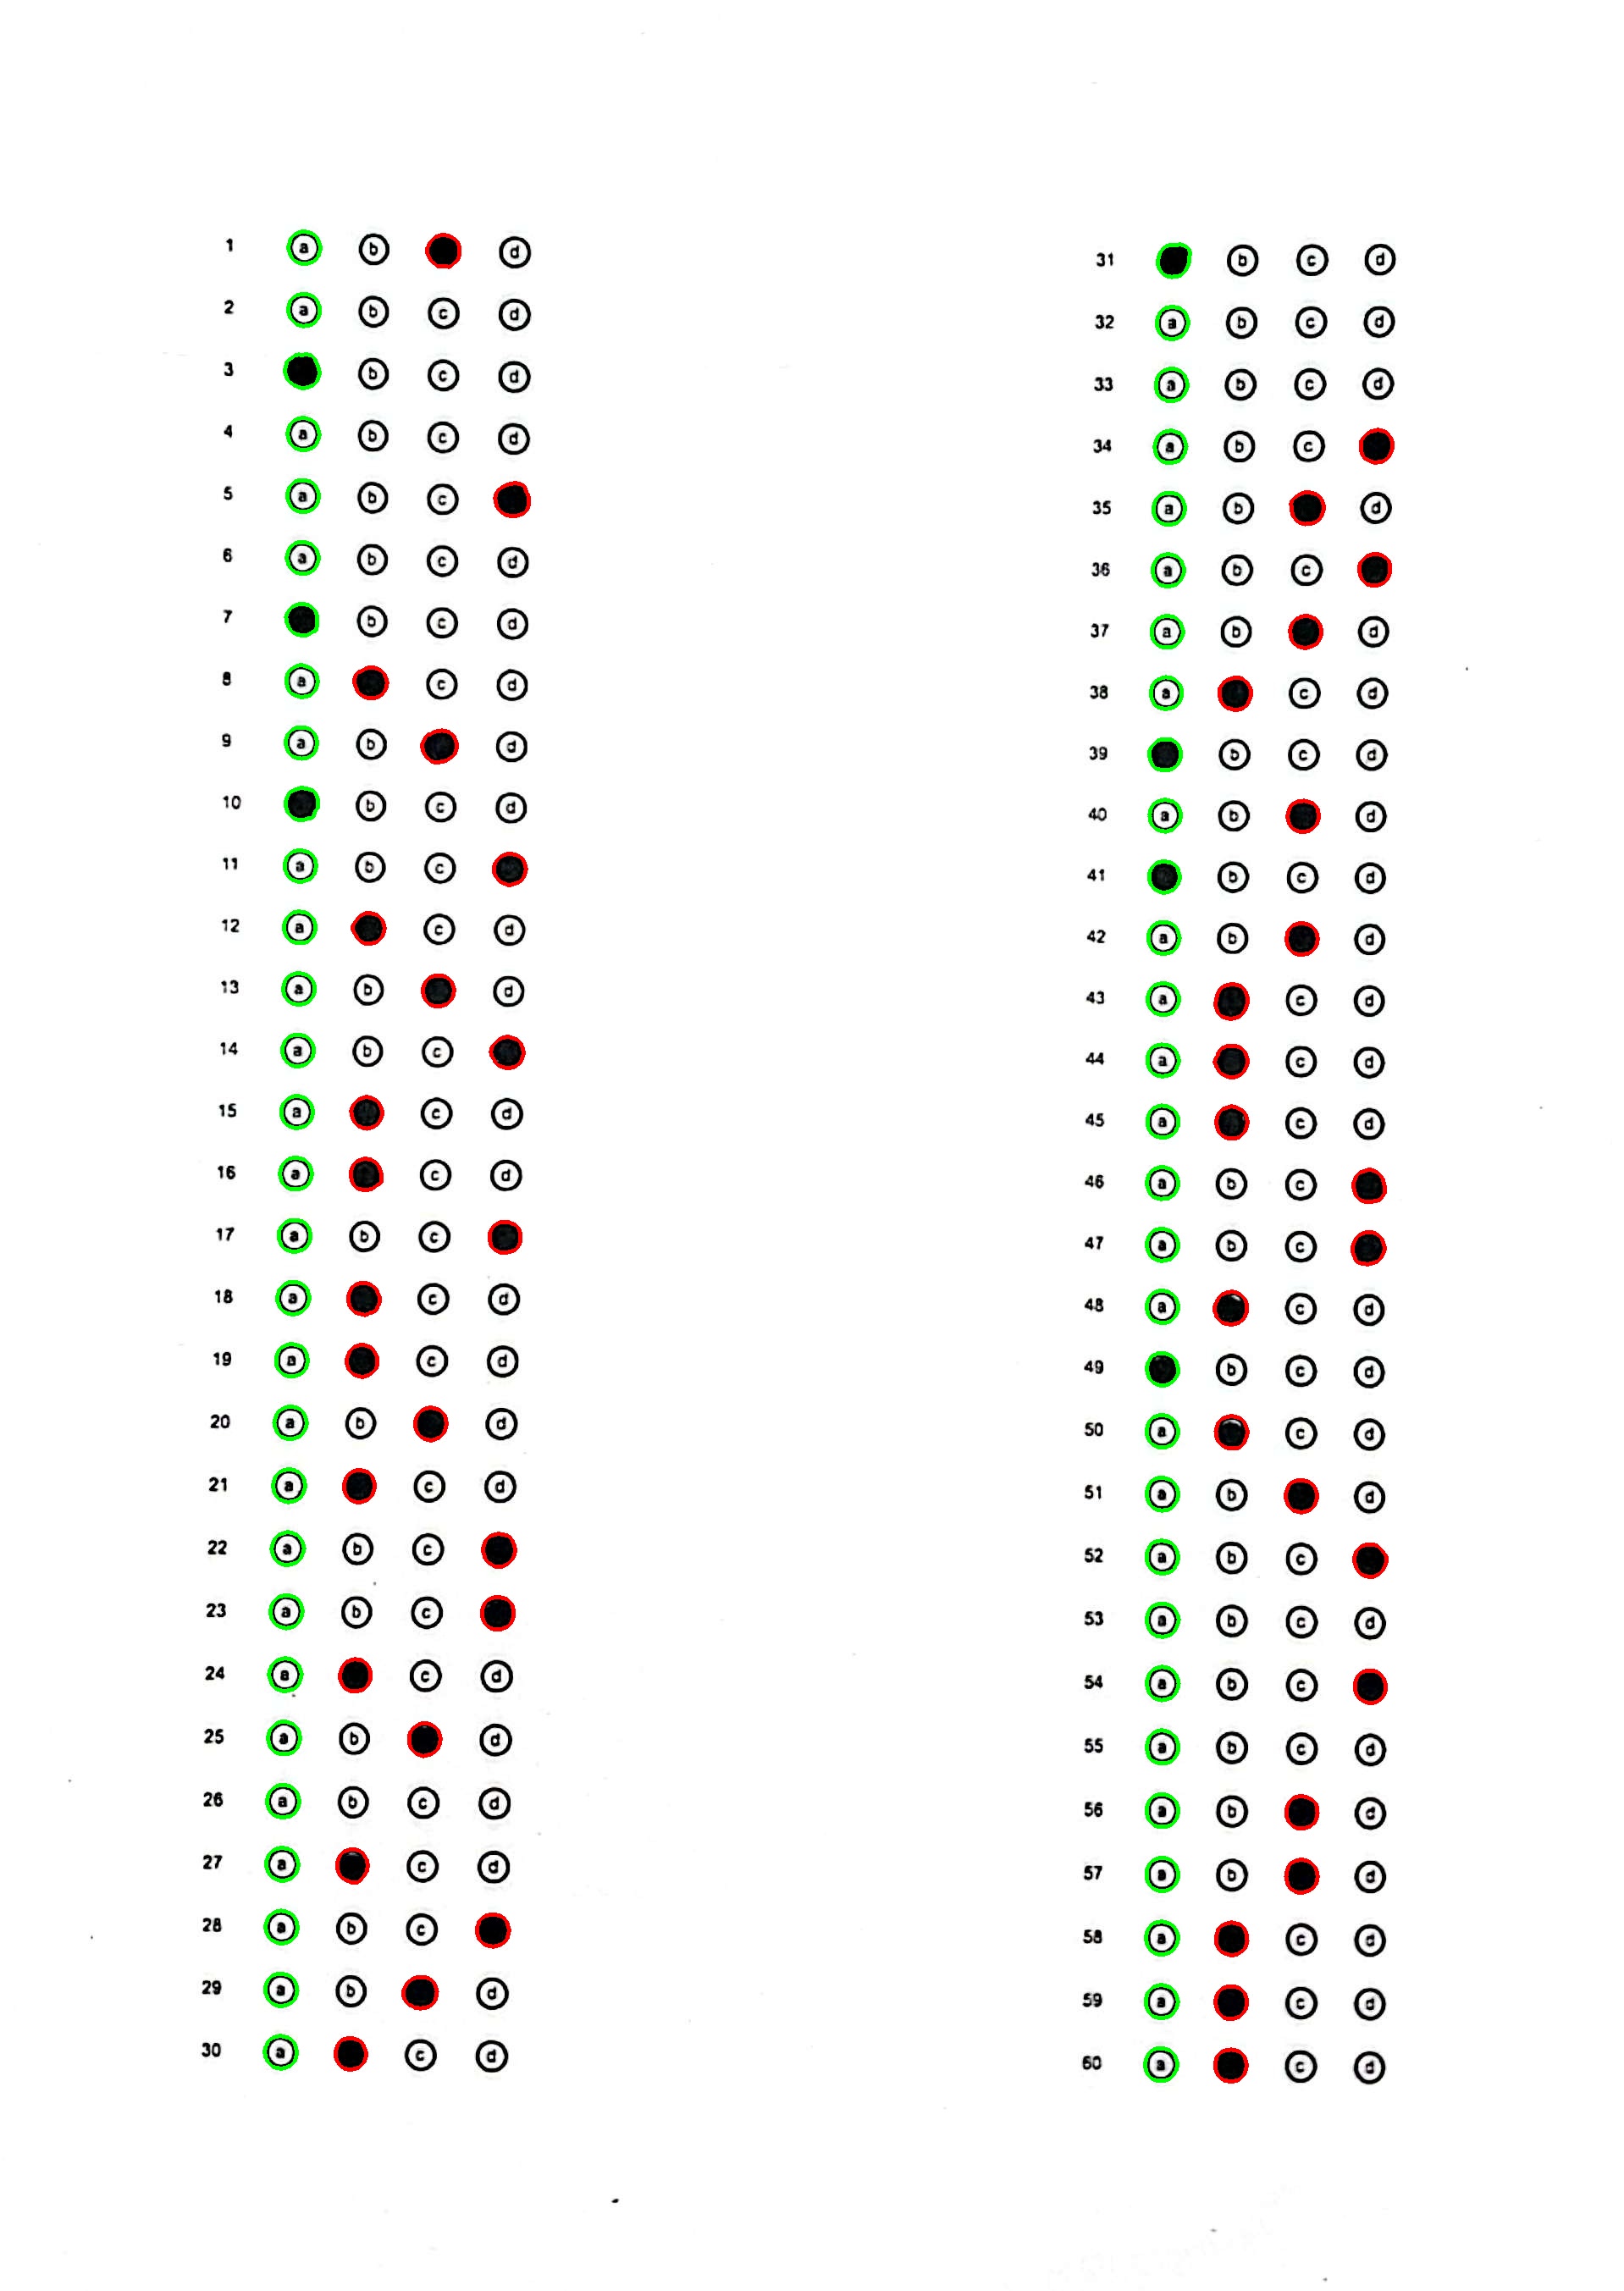 1 a b d
2 a b c d
3 b c d
4 a b c d
5 a b c
6 a b c d
7 b c d
8 a c d
9 a b d
10 b c d
11 a b c
12 a c d
13 a b d
14 a b c
15 a c d
16 a c d
17 a b c
18 a c d
19 a c d
20 a b d
21 a c d
22 a b c
23 a b c
24 a c d
25 a b d
26 a b c d
27 a c d
28 a b c
29 a b d
30 a c d
31 b c d
32 a b c d
33 a b c d
34 a b c
35 a b d
36 a b c
37 a b d
38 a c d
39 b c d
40 a b d
41 b c d
42 a b d
43 a c d
44 a c d
45 a c d
46 a b c
47 a b c
48 a c d
49 b c d
50 a c d
51 a b d
52 a b c
53 a b c d
54 a b c
55 a b c d
56 a b d
57 a b d
58 a c d
59 a c d
60 a c d